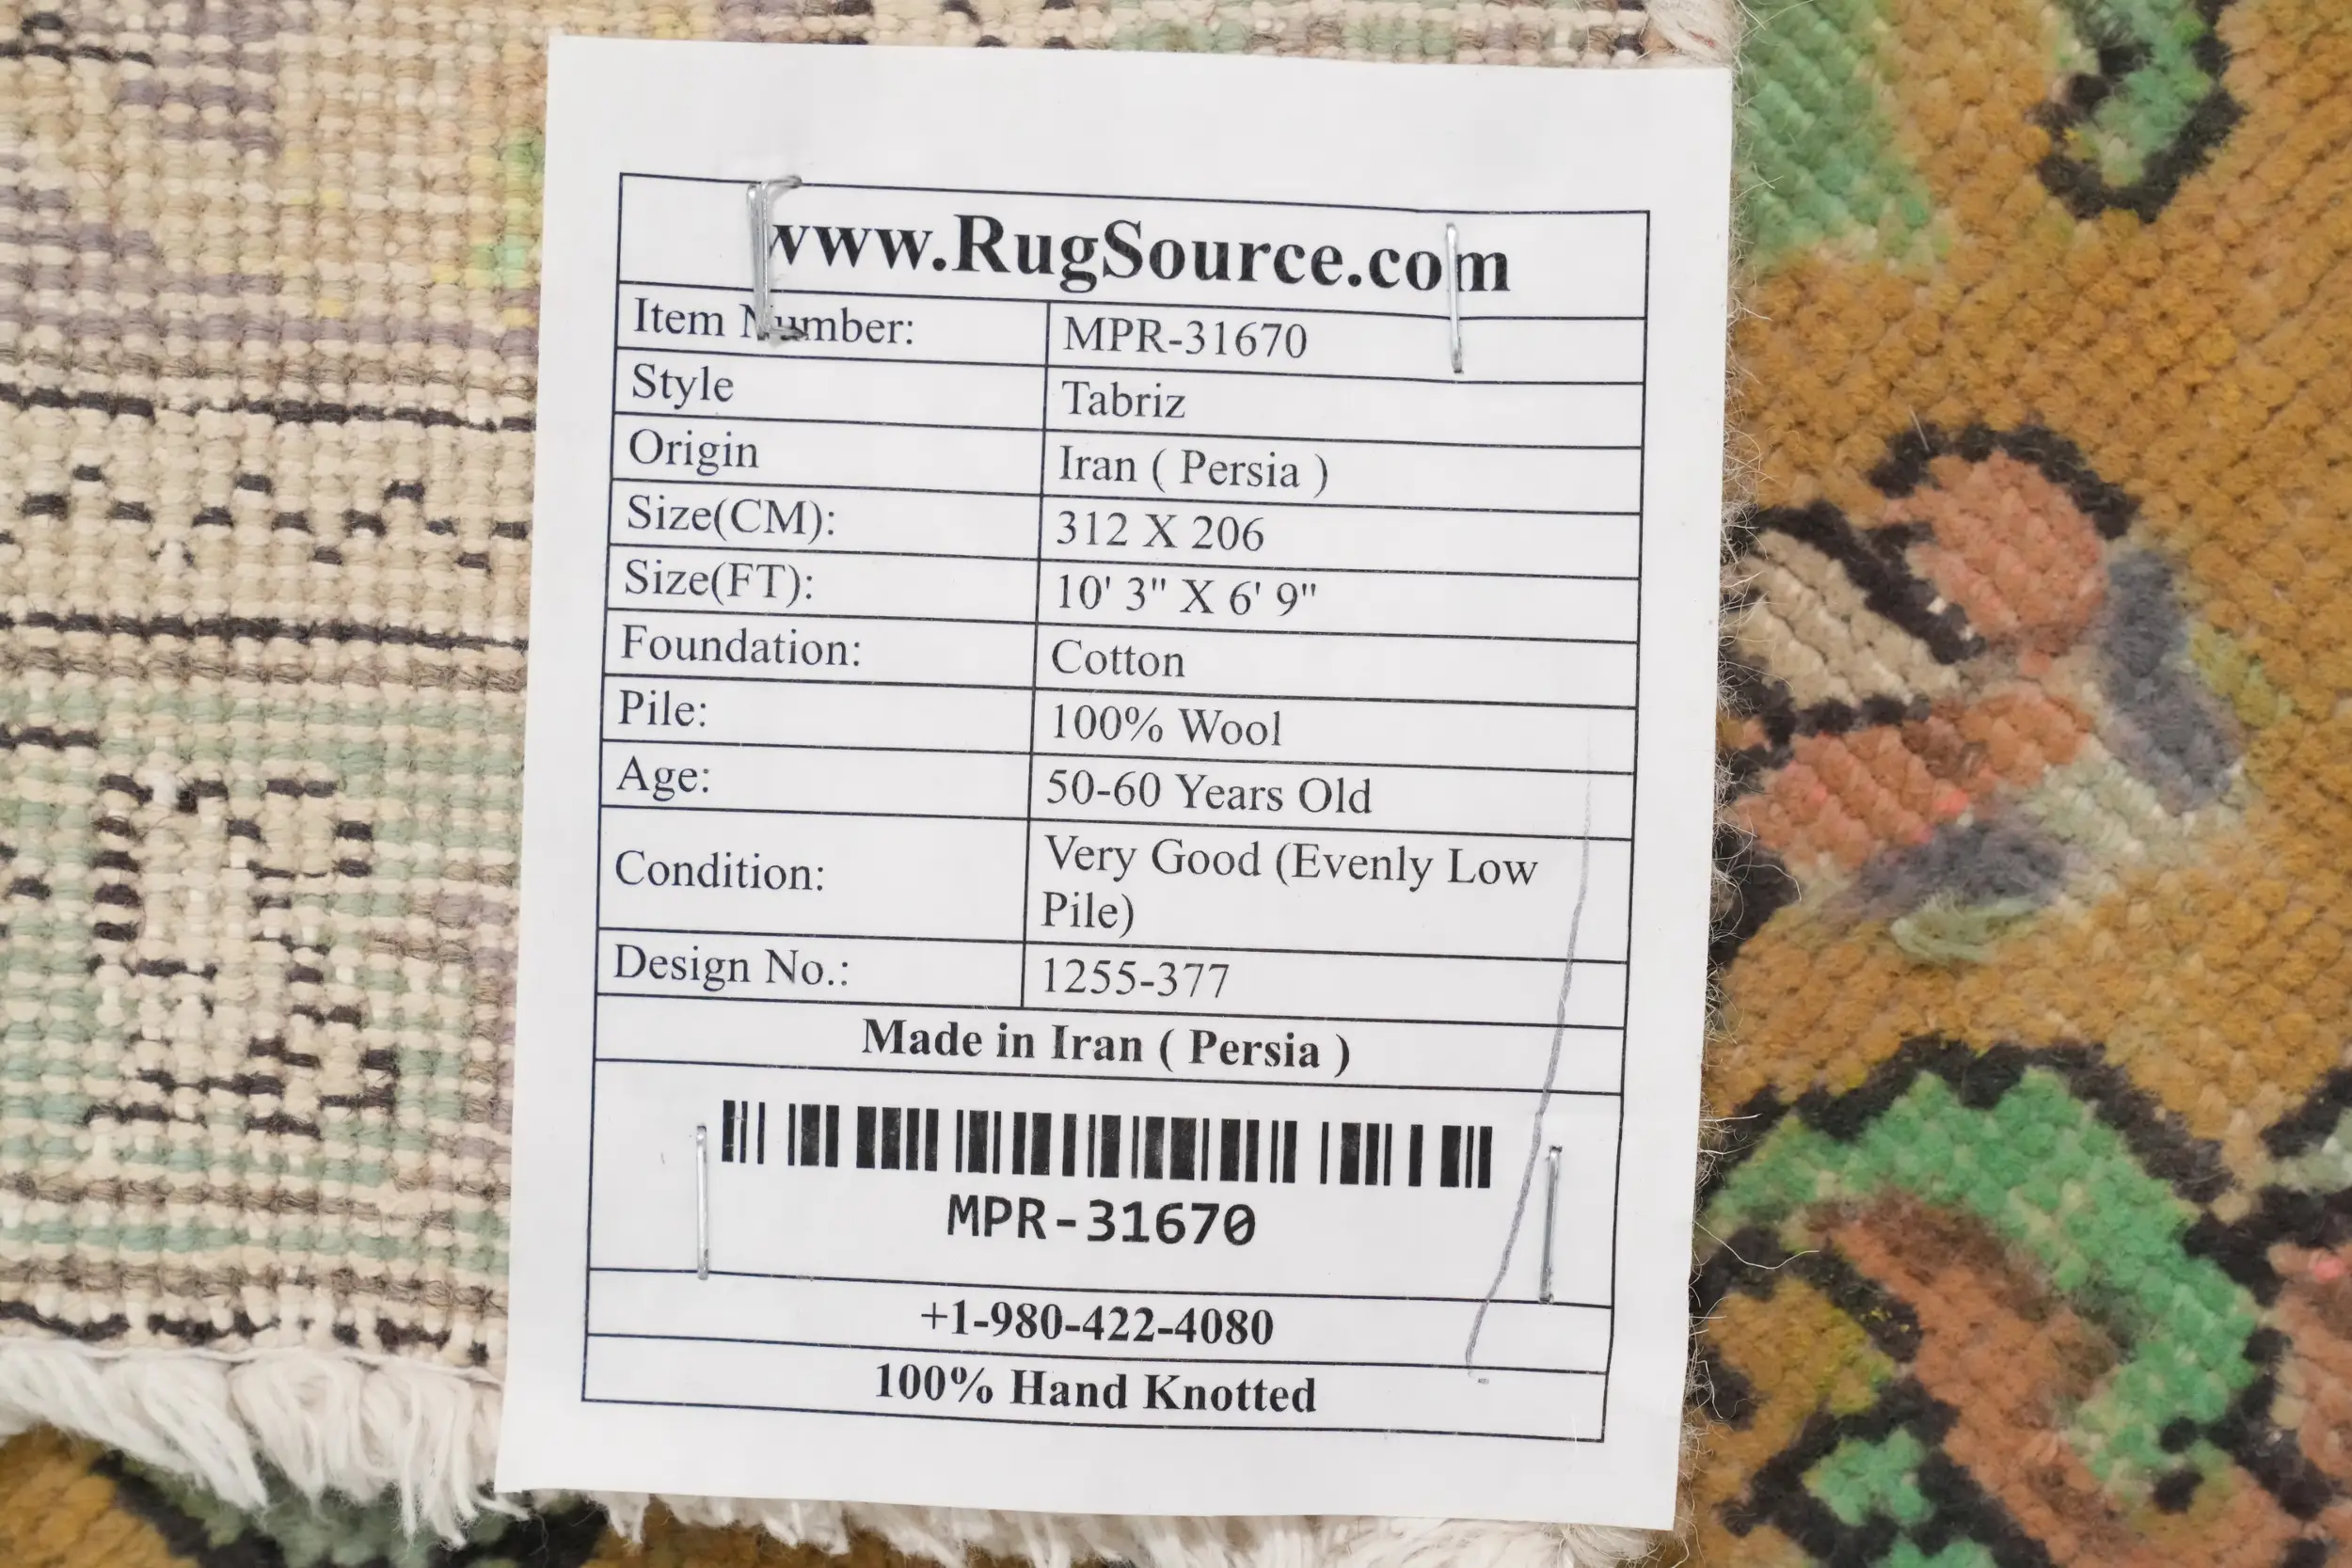 www.RugSource.com
Item Number: MPR-31670
Style Tabriz
Origin Iran ( Persia )
Size(CM): 312 X 206
Size(FT): 10' 3" X 6' 9"
Foundation: Cotton
Pile: 100% Wool
Age: 50-60 Years Old
Condition: Very Good (Evenly Low
Pile)
Design No.: 1255-377
Made in Iran ( Persia )
MPR-31670
+1-980-422-4080
100% Hand Knotted